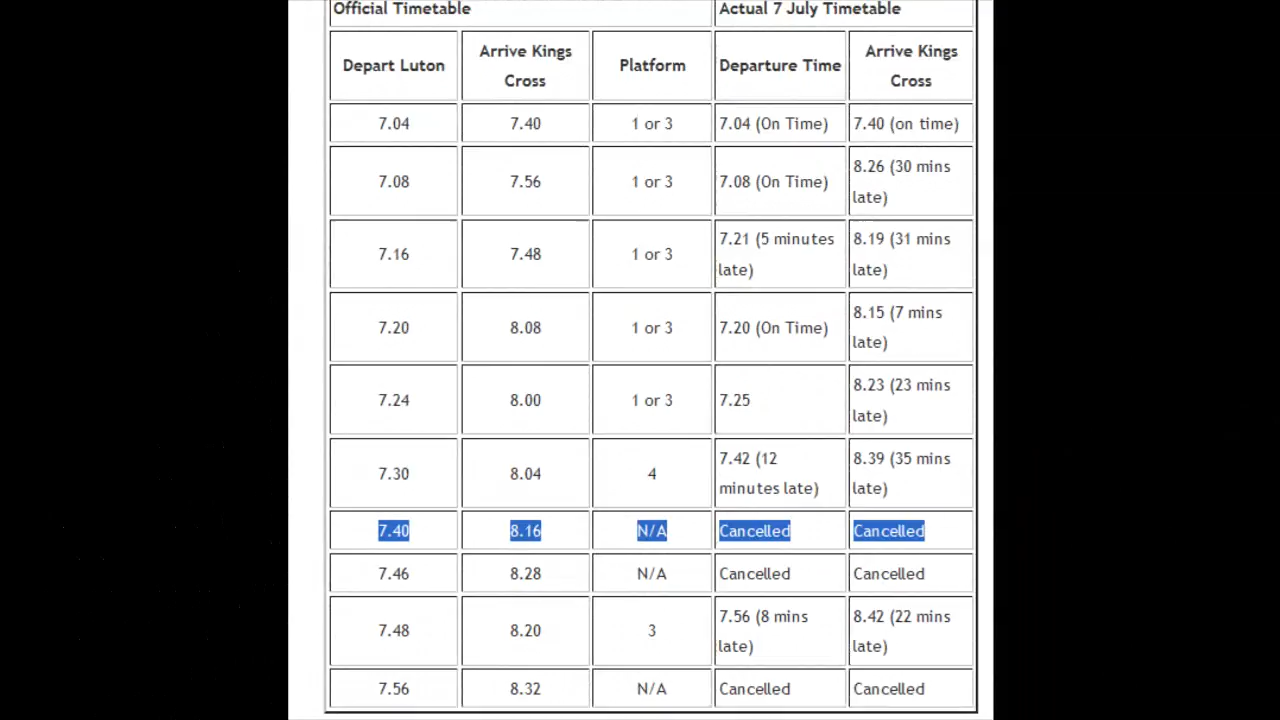 Official Timetable Actual 7 July Timetable
Depart Luton Arrive Kings Cross Platform Departure Time Arrive Kings Cross
7.04 7.40 1 or 3 7.04 (On Time) 7.40 (on time)
7.08 7.56 1 or 3 7.08 (On Time) 8.26 (30 mins late)
7.16 7.48 1 or 3 7.21 (5 minutes late) 8.19 (31 mins late)
7.20 8.08 1 or 3 7.20 (On Time) 8.15 (7 mins late)
7.24 8.00 1 or 3 7.25 8.23 (23 mins late)
7.30 8.04 4 7.42 (12 minutes late) 8.39 (35 mins late)
7.40 8.16 N/A Cancelled Cancelled
7.46 8.28 N/A Cancelled Cancelled
7.48 8.20 3 7.56 (8 mins late) 8.42 (22 mins late)
7.56 8.32 N/A Cancelled Cancelled